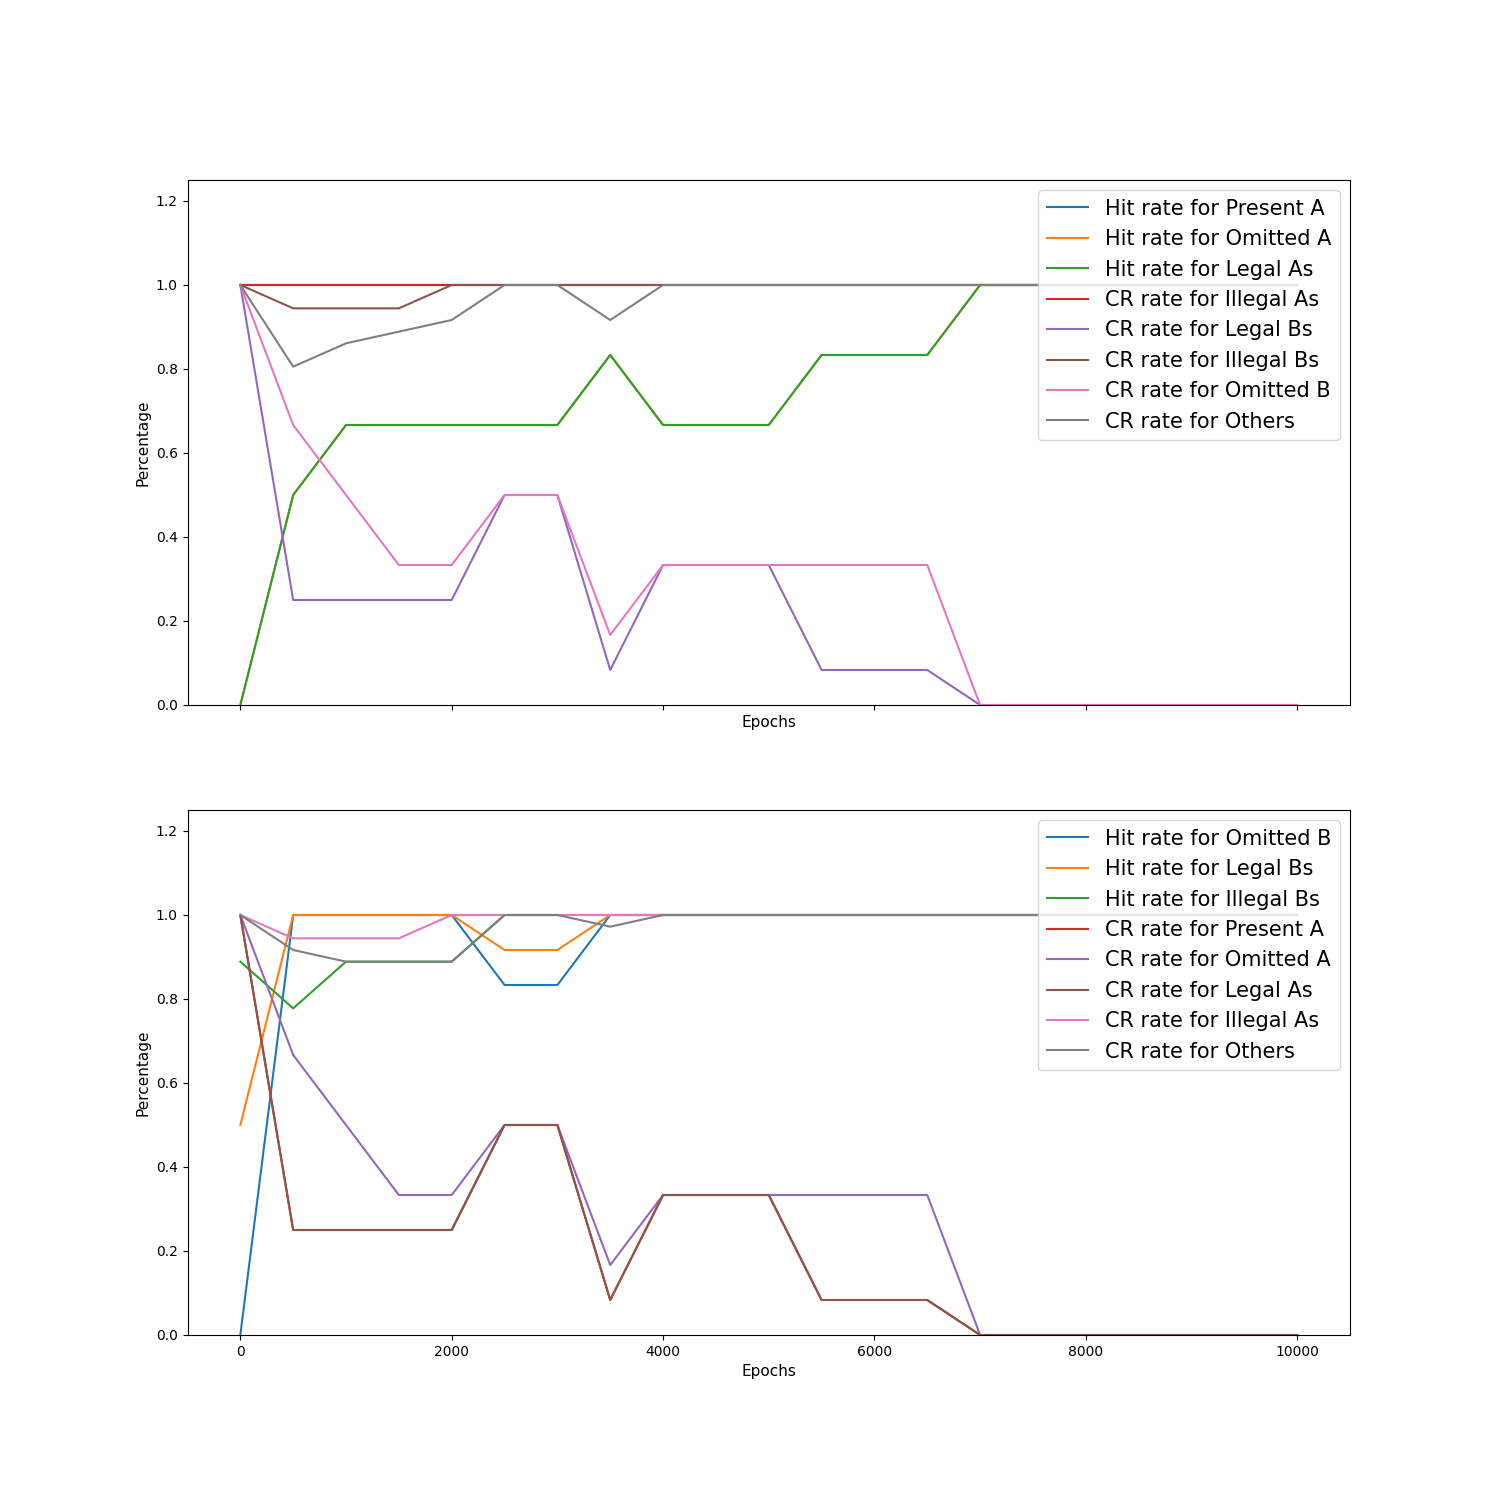 1.2
1.0
0.8
0.6
0.4
0.2
0.0
Percentage
Epochs
Hit rate for Present A
Hit rate for Omitted A
Hit rate for Legal As
CR rate for Illegal As
CR rate for Legal Bs
CR rate for Illegal Bs
CR rate for Omitted B
CR rate for Others
1.2
1.0
0.8
0.6
0.4
0.2
0.0
Percentage
Hit rate for Omitted B
Hit rate for Legal Bs
Hit rate for Illegal Bs
CR rate for Present A
CR rate for Omitted A
CR rate for Legal As
CR rate for Illegal As
CR rate for Others
0 2000 4000 6000 8000 10000
Epochs